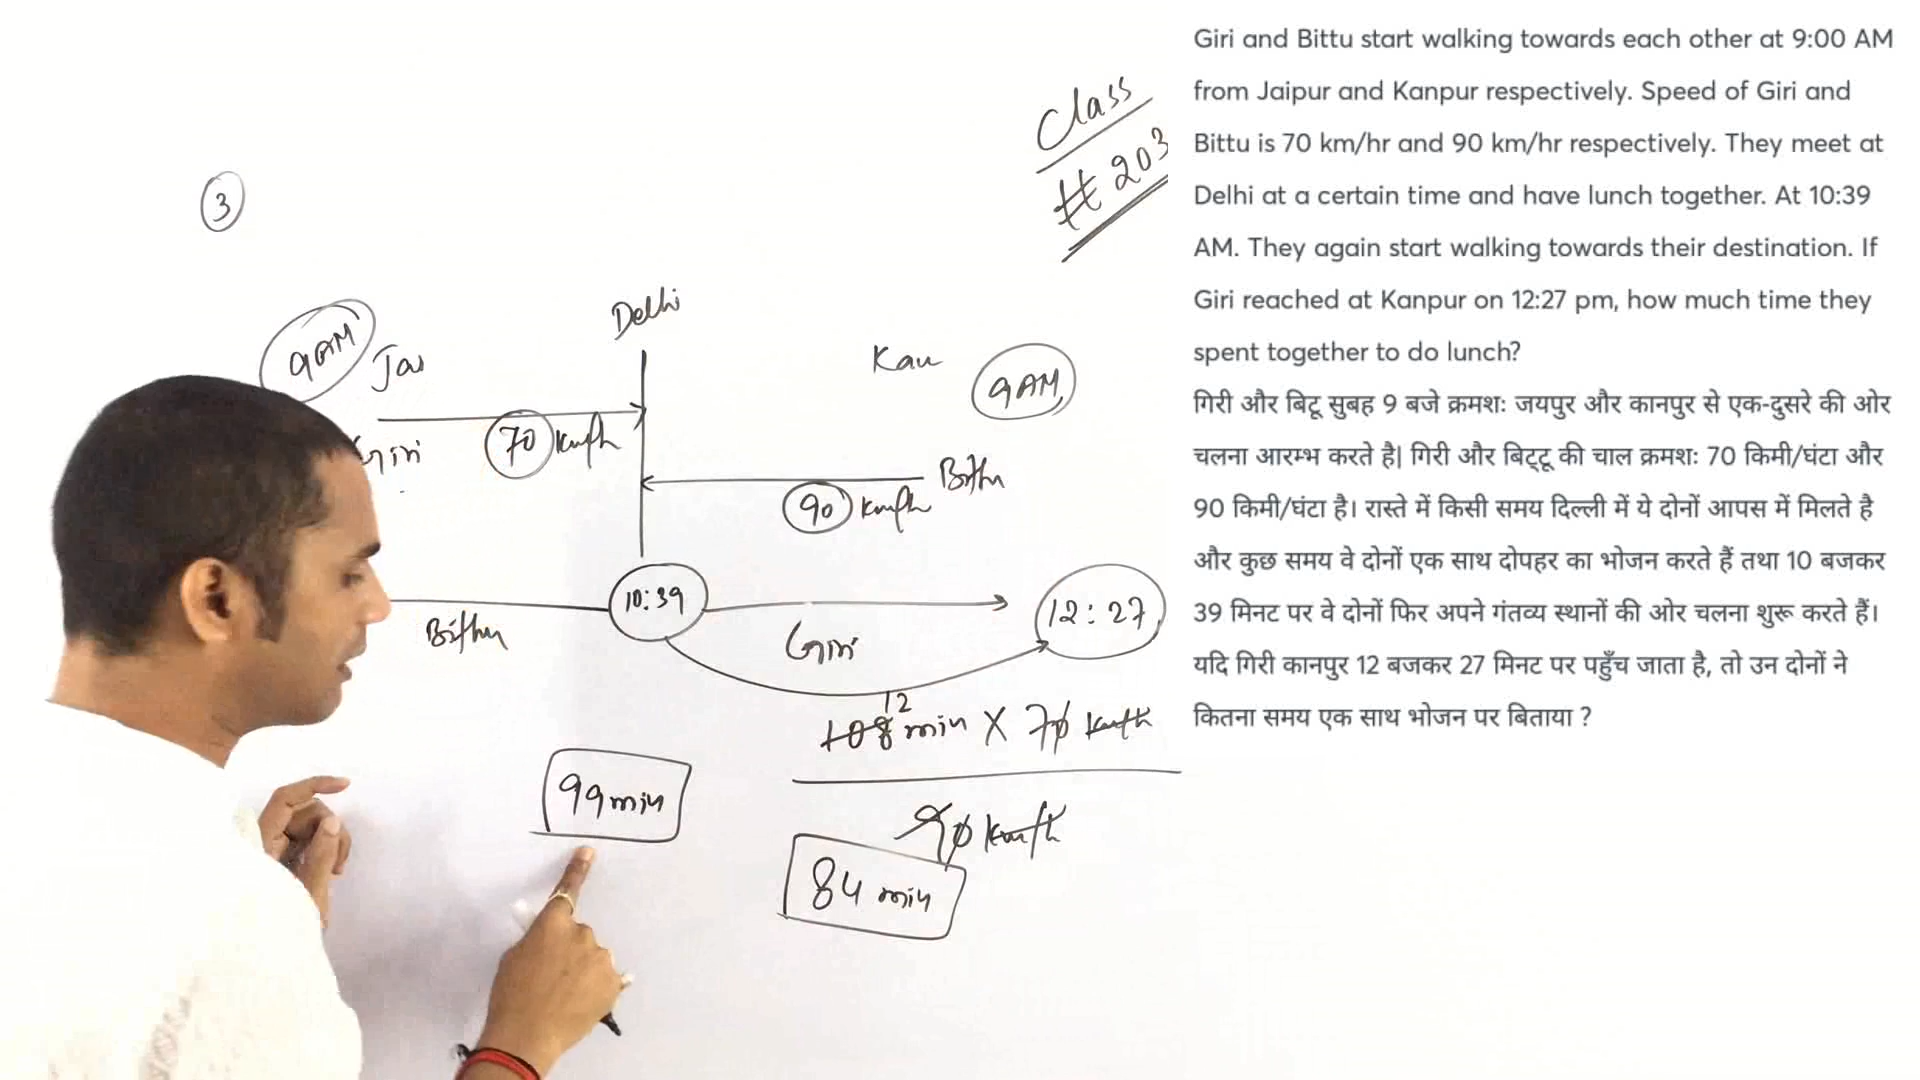 Class
# 203
Giri and Bittu start walking towards each other at 9:00 AM
from Jaipur and Kanpur respectively. Speed of Giri and
Bittu is 70 km/hr and 90 km/hr respectively. They meet at
Delhi at a certain time and have lunch together. At 10:39
AM. They again start walking towards their destination. If
Giri reached at Kanpur on 12:27 pm, how much time they
spent together to do lunch?
गिरी और बिटू सुबह 9 बजे क्रमशः जयपुर और कानपुर से एक-दुसरे की ओर
चलना आरम्भ करते है| गिरी और बिट्टू की चाल क्रमशः 70 किमी/घंटा और
90 किमी/घंटा है। रास्ते में किसी समय दिल्ली में ये दोनों आपस में मिलते है
और कुछ समय वे दोनों एक साथ दोपहर का भोजन करते हैं तथा 10 बजकर
39 मिनट पर वे दोनों फिर अपने गंतव्य स्थानों की ओर चलना शुरू करते हैं।
यदि गिरी कानपुर 12 बजकर 27 मिनट पर पहुँच जाता है, तो उन दोनों ने
कितना समय एक साथ भोजन पर बिताया ?
3
Delhi
9AM Jai
Kan 9AM
Giri 70 km/h
Bittu
90 km/h
Bittu 10:39 Giri 12:27
12
108 min X 70 km/h
90 km/h
99 min
84 min